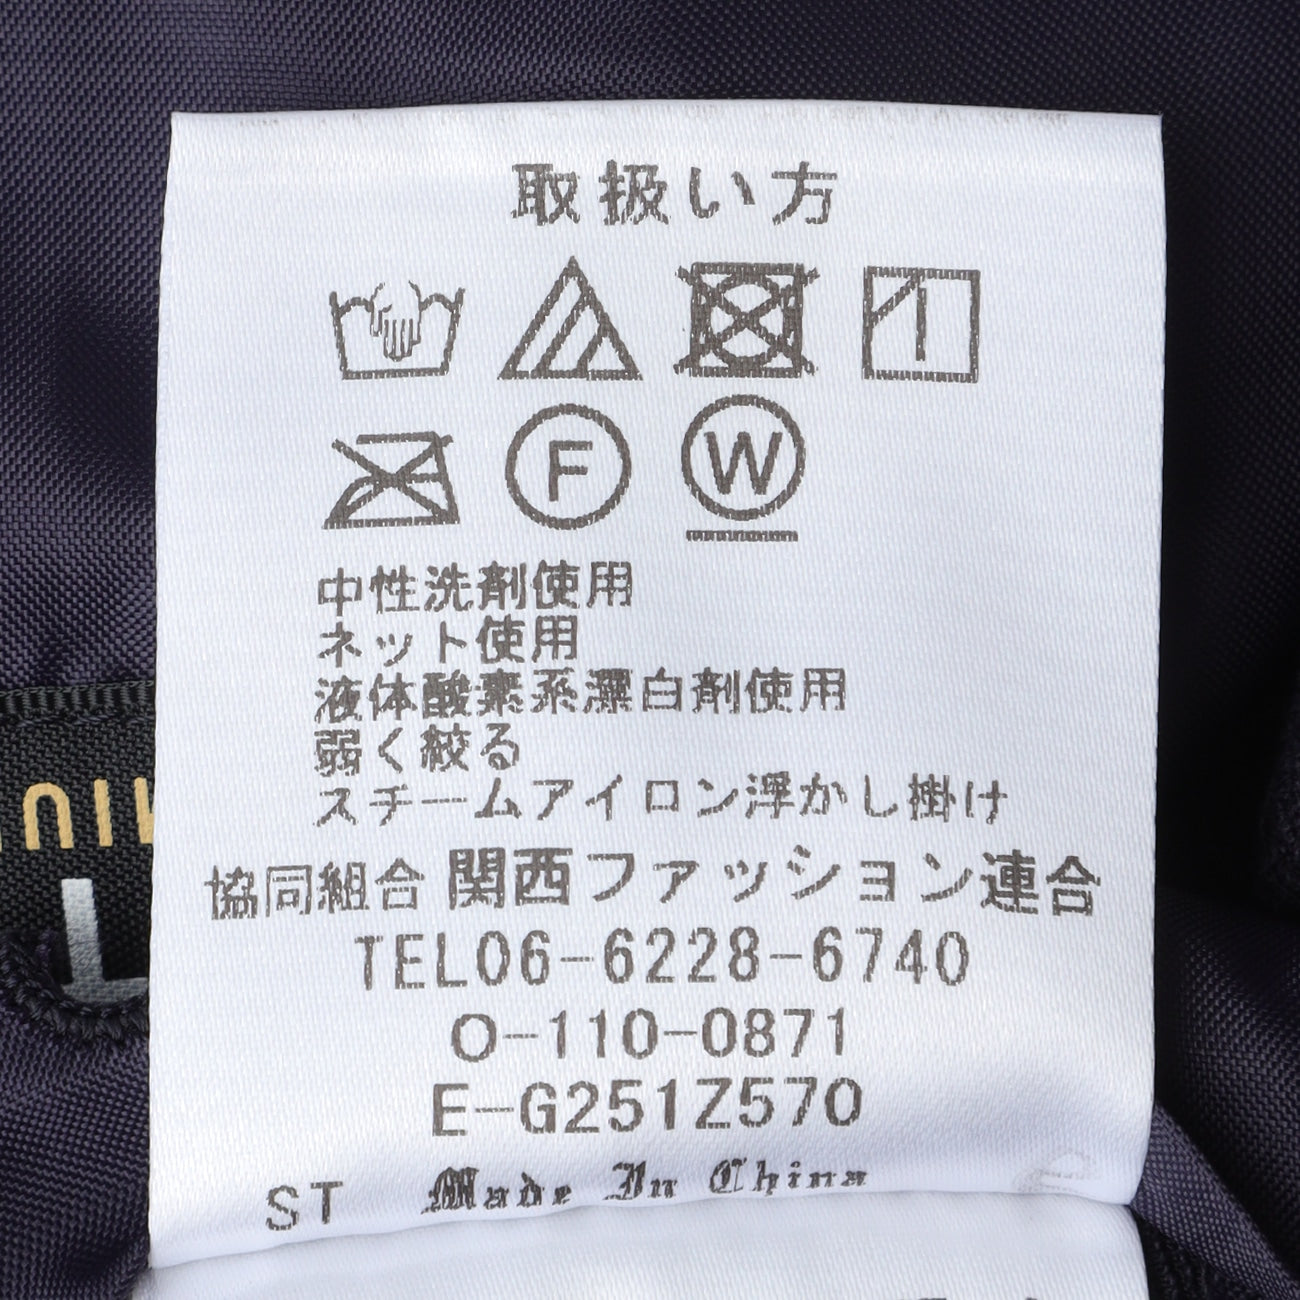 取扱い方
F W
中性洗剤使用
ネット使用
液体酸素系漂白剤使用
弱く絞る
スチームアイロン浮かし掛け
協同組合 関西ファッション連合
TEL06-6228-6740
O-110-0871
E-G251Z570
ST Made In China
L